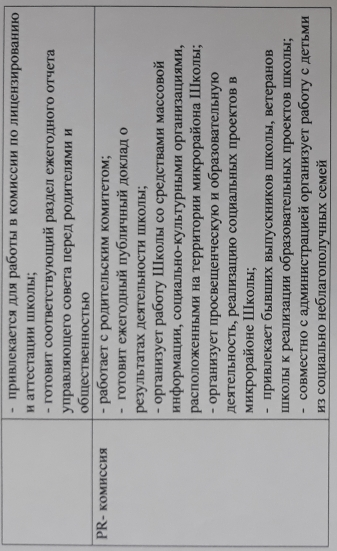 - привлекается для работы в комиссии по лицензированию
и аттестации школы;
- готовит соответствующий раздел ежегодного отчета
управляющего совета перед родителями и
общественностью
PR- комиссия
- работает с родительским комитетом;
- готовит ежегодный публичный доклад о
результатах деятельности школы;
- организует работу Школы со средствами массовой
информации, социально-культурными организациями,
расположенными на территории микрорайона Школы;
- организует просвещенческую и образовательную
деятельность, реализацию социальных проектов в
микрорайоне Школы;
- привлекает бывших выпускников школы, ветеранов
школы к реализации образовательных проектов школы;
- совместно с администрацией организует работу с детьми
из социально неблагополучных семей